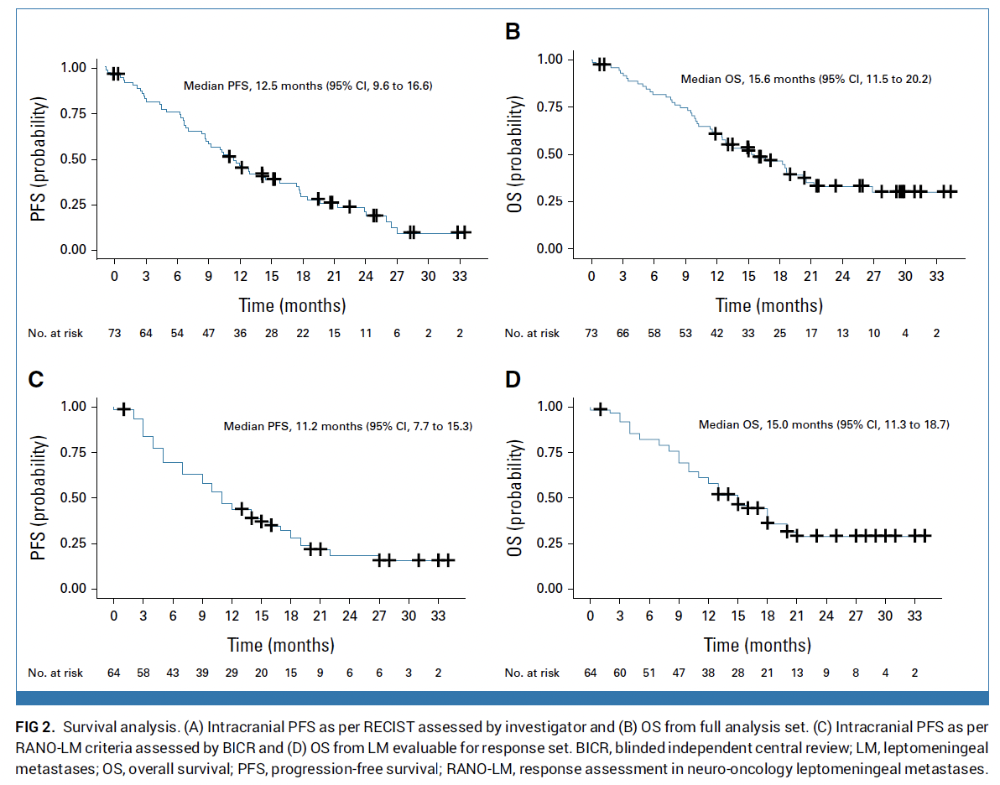 B
1.00
0.75
0.50
0.25
0.00
PFS (probability)
Median PFS, 12.5 months (95% CI, 9.6 to 16.6)
0 3 6 9 12 15 18 21 24 27 30 33
Time (months)
No. at risk 73 64 54 47 36 28 22 15 11 6 2 2
1.00
0.75
0.50
0.25
0.00
OS (probability)
Median OS, 15.6 months (95% CI, 11.5 to 20.2)
0 3 6 9 12 15 18 21 24 27 30 33
Time (months)
No. at risk 73 66 58 53 42 33 25 17 13 10 4 2
C
1.00
0.75
0.50
0.25
0.00
PFS (probability)
Median PFS, 11.2 months (95% CI, 7.7 to 15.3)
0 3 6 9 12 15 18 21 24 27 30 33
Time (months)
No. at risk 64 58 43 39 29 20 15 9 6 6 3 2
D
1.00
0.75
0.50
0.25
0.00
OS (probability)
Median OS, 15.0 months (95% CI, 11.3 to 18.7)
0 3 6 9 12 15 18 21 24 27 30 33
Time (months)
No. at risk 64 60 51 47 38 28 21 13 9 8 4 2
FIG 2. Survival analysis. (A) Intracranial PFS as per RECIST assessed by investigator and (B) OS from full analysis set. (C) Intracranial PFS as per
RANO-LM criteria assessed by BICR and (D) OS from LM evaluable for response set. BICR, blinded independent central review; LM, leptomeningeal
metastases; OS, overall survival; PFS, progression-free survival; RANO-LM, response assessment in neuro-oncology leptomeningeal metastases.